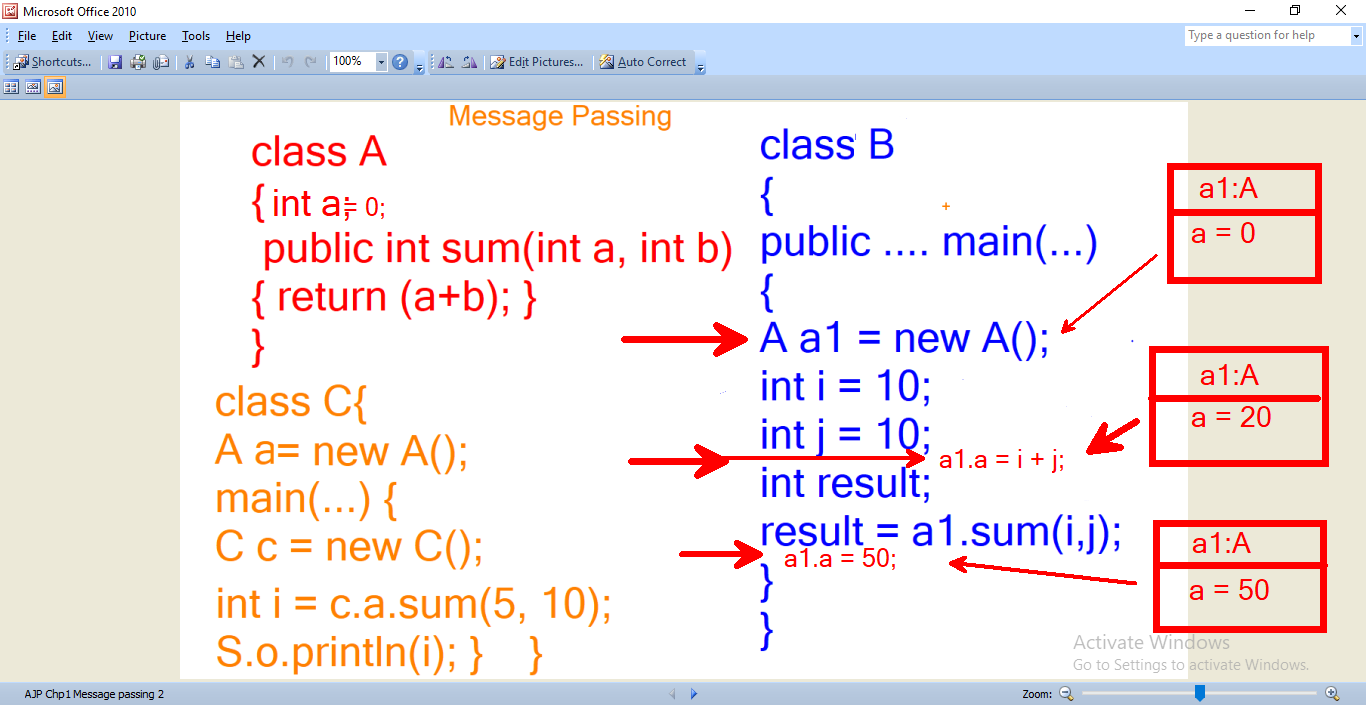 Microsoft Office 2010
File Edit View Picture Tools Help
Type a question for help
Shortcuts... 100% Edit Pictures... Auto Correct
Message Passing
class A
{ int a; = 0;
public int sum(int a, int b)
{ return (a+b); }
}
class C{
A a= new A();
main(...) {
C c = new C();
int i = c.a.sum(5, 10);
S.o.println(i); } }
class B
{
public .... main(...)
{
A a1 = new A();
int i = 10;
int j = 10;
a1.a = i + j;
int result;
result = a1.sum(i,j);
a1.a = 50;
}
}
a1:A
a = 0
a1:A
a = 20
a1:A
a = 50
Activate Windows
Go to Settings to activate Windows.
AJP Chp1 Message passing 2
Zoom: